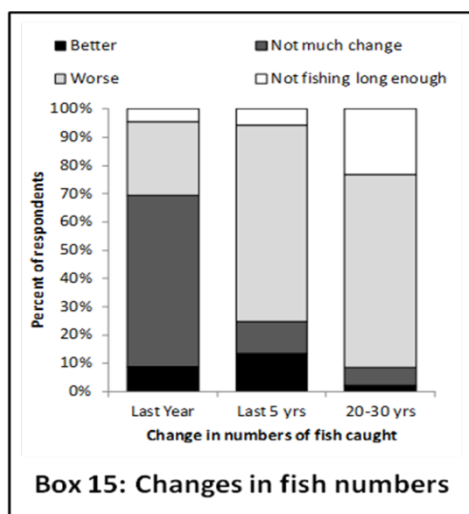 Better
Not much change
Worse
Not fishing long enough
100%
90%
80%
70%
60%
50%
40%
30%
20%
10%
0%
Percent of respondents
Last Year
Last 5 yrs
20-30 yrs
Change in numbers of fish caught
Box 15: Changes in fish numbers